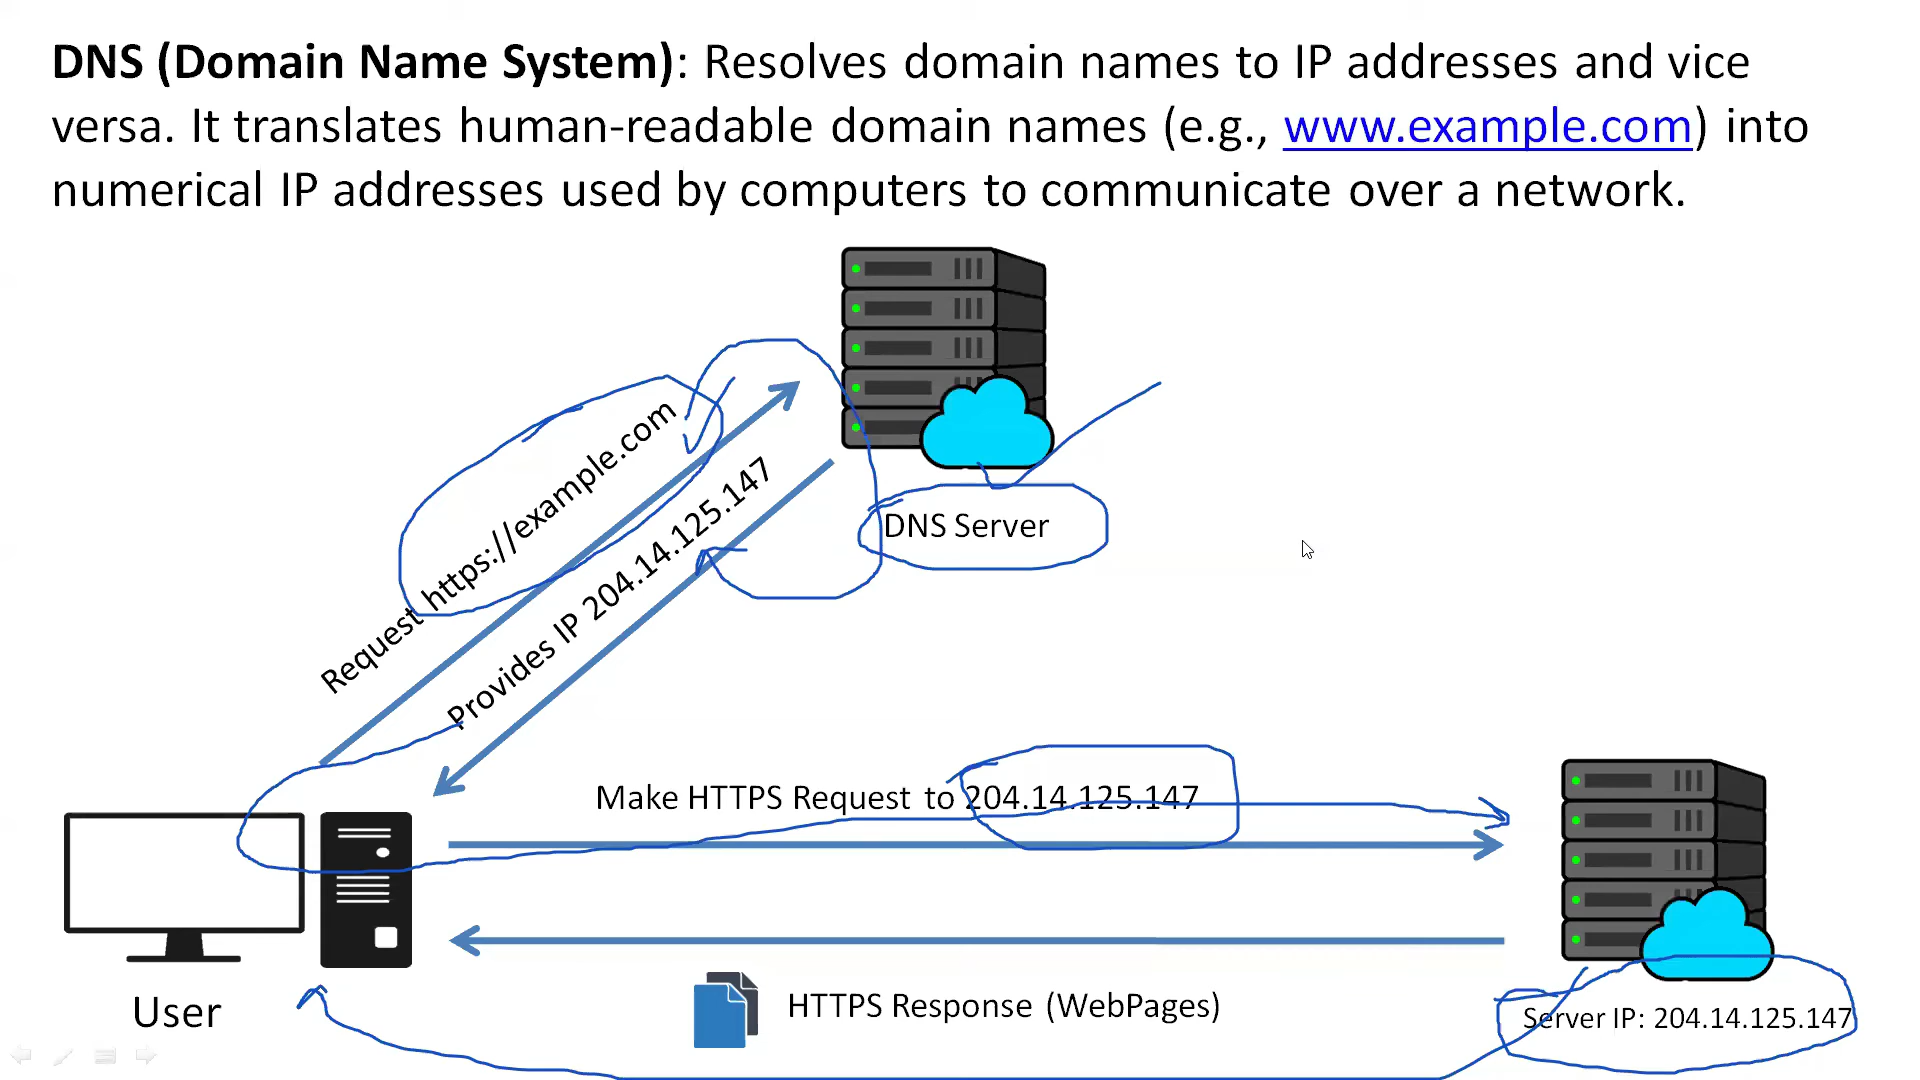 DNS (Domain Name System): Resolves domain names to IP addresses and vice
versa. It translates human-readable domain names (e.g., www.example.com) into
numerical IP addresses used by computers to communicate over a network.
Request https://example.com
Provides IP 204.14.125.147
DNS Server
Make HTTPS Request to 204.14.125.147
User
HTTPS Response (WebPages)
Server IP: 204.14.125.147